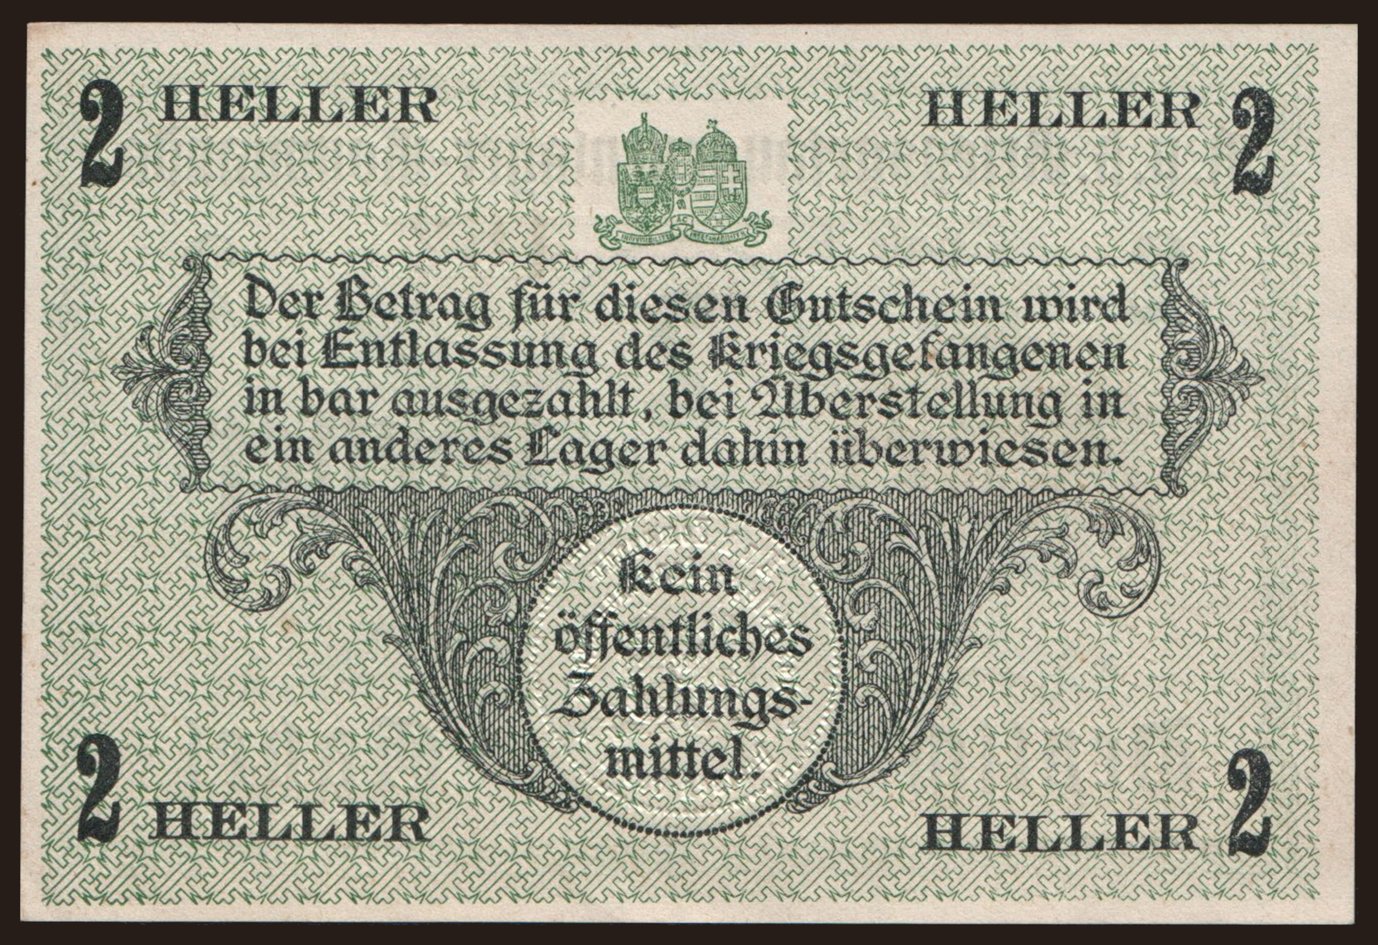 2 HELLER HELLER 2
Der Betrag für diesen Gutschein wird
bei Entlassung des Kriegsgefangenen
in bar ausgezahlt, bei Überstellung in
ein anderes Lager dahin überwiesen.
Kein
öffentliches
Zahlungs-
mittel.
2 HELLER HELLER 2